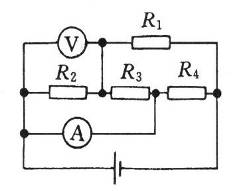 V R₁
R₂ R₃ R₄
A